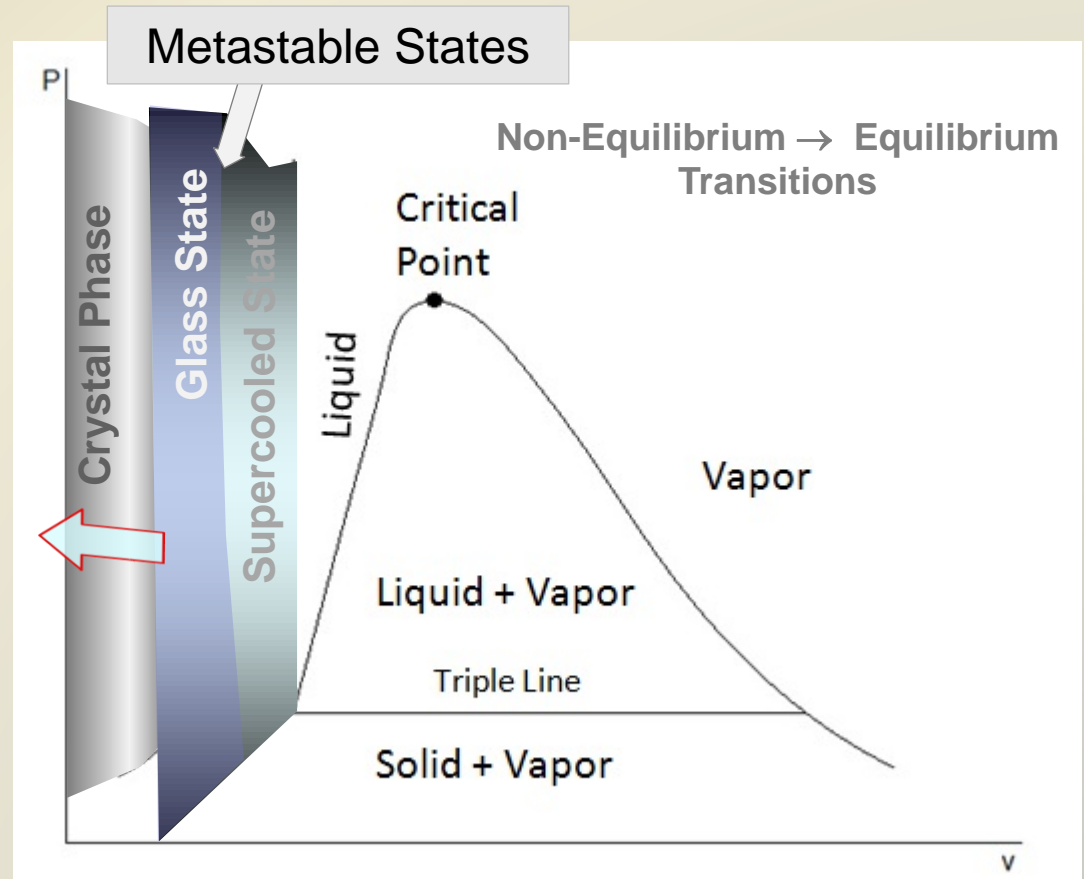 Metastable States
P
Non-Equilibrium → Equilibrium
Transitions
Critical
Point
Crystal Phase
Glass State
Supercooled State
Liquid
Vapor
Liquid + Vapor
Triple Line
Solid + Vapor
v